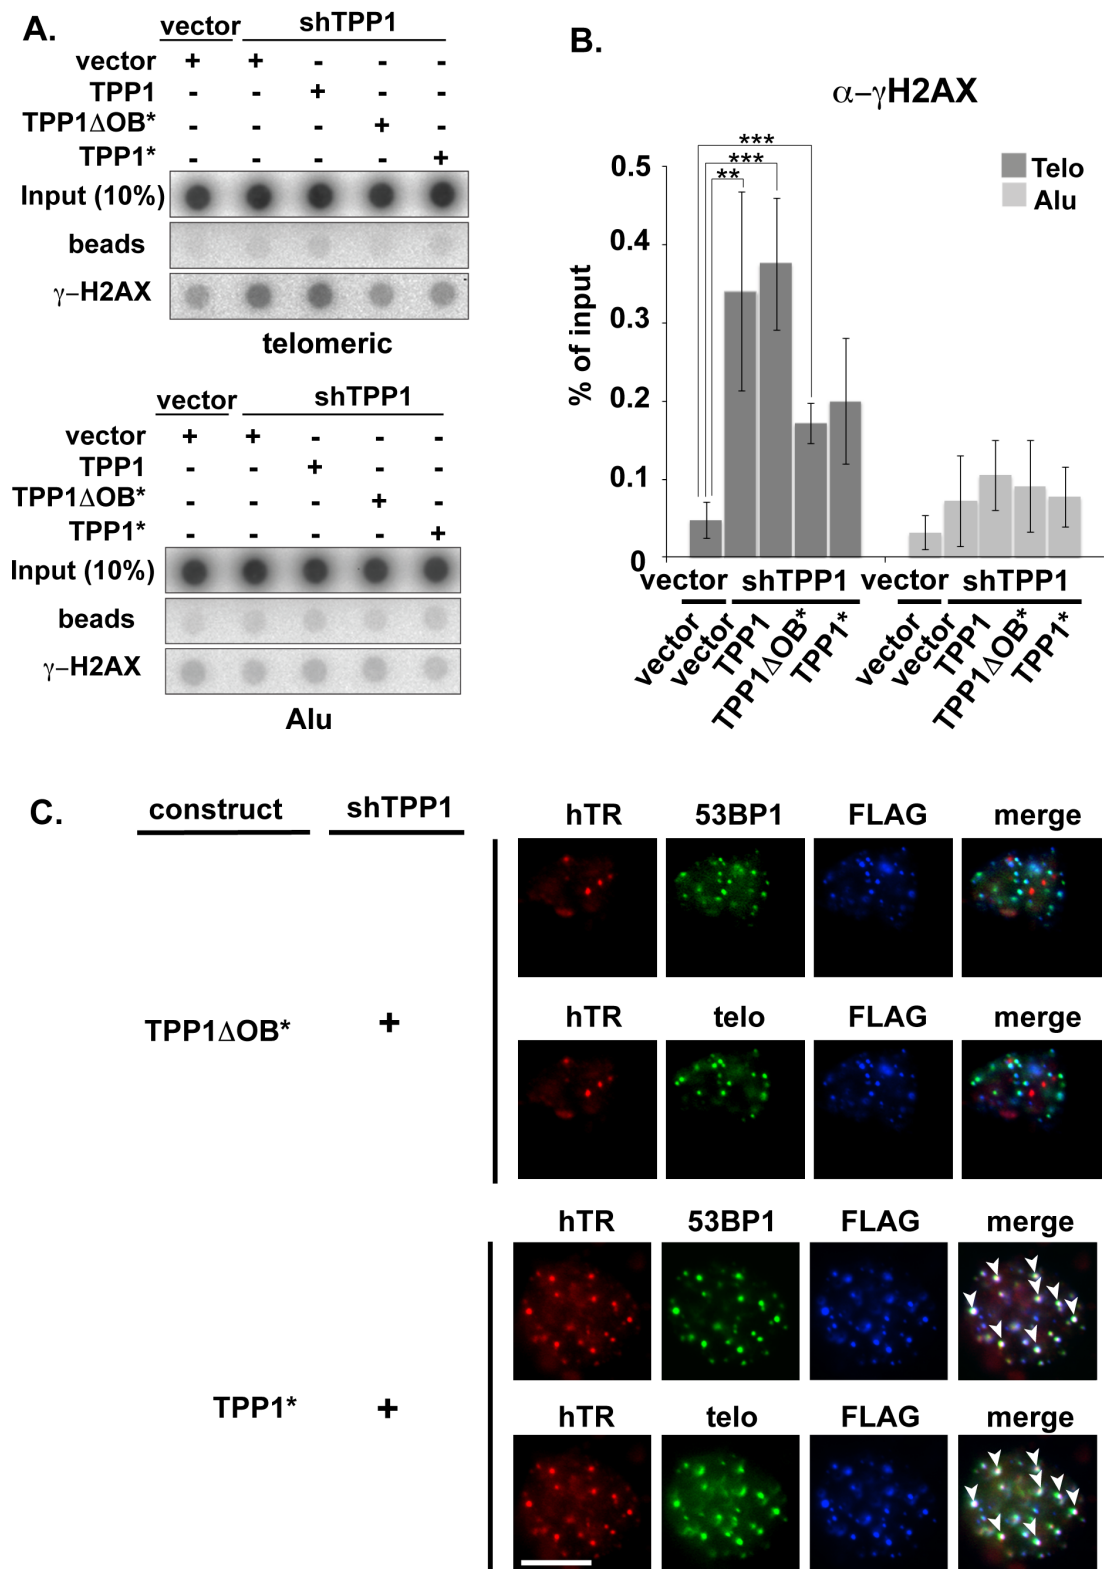 A.
vector shTPP1
vector + + - - -
TPP1 - - + - -
TPP1ΔOB* - - - + -
TPP1* - - - - +
Input (10%)
beads
γ-H2AX
telomeric
vector shTPP1
vector + + - - -
TPP1 - - + - -
TPP1ΔOB* - - - + -
TPP1* - - - - +
Input (10%)
beads
γ-H2AX
Alu
B.
α-γH2AX
***
***
**
Telo
Alu
% of input
0.5
0.4
0.3
0.2
0.1
0
vector shTPP1 vector shTPP1
vector vector TPP1 TPP1ΔOB* TPP1* vector vector TPP1 TPP1ΔOB* TPP1*
C.
construct shTPP1
hTR 53BP1 FLAG merge
TPP1ΔOB* +
hTR telo FLAG merge
hTR 53BP1 FLAG merge
TPP1* +
hTR telo FLAG merge